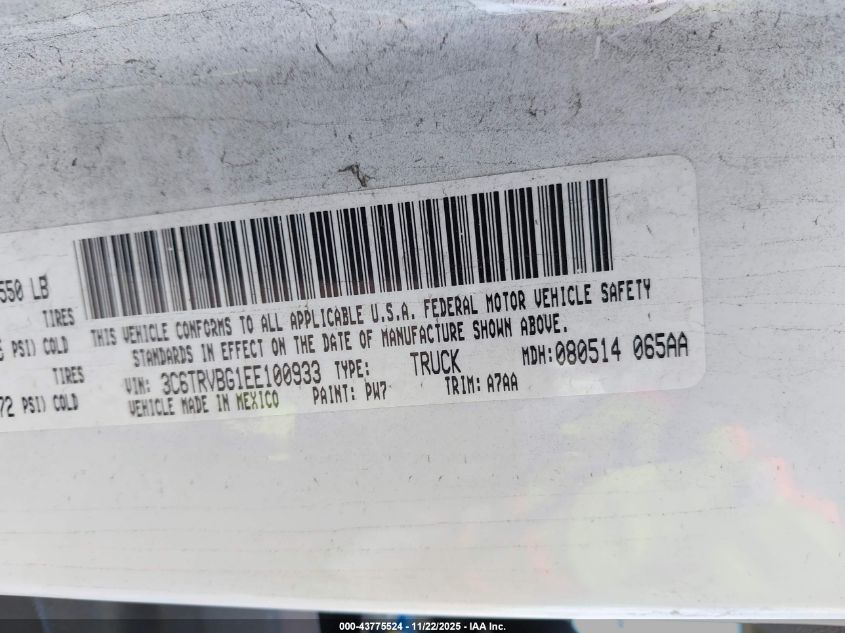 550 LB
TIRES
PSI) COLD
TIRES
72 PSI) COLD
THIS VEHICLE CONFORMS TO ALL APPLICABLE U.S.A. FEDERAL MOTOR VEHICLE SAFETY
STANDARDS IN EFFECT ON THE DATE OF MANUFACTURE SHOWN ABOVE.
VIN: 3C6TRVBG1EE100933 TYPE: TRUCK MDH:080514 065AA
VEHICLE MADE IN MEXICO PAINT: PW7 TRIM: A7AA
000-43775524 - 11/22/2025 - IAA Inc.